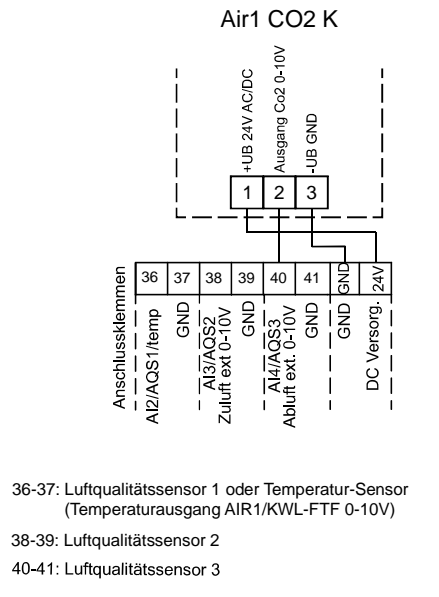 Air1 CO2 K
+UB 24V AC/DC
Ausgang Co2 0-10V
-UB GND
1 2 3
Anschlussklemmen
36 37 38 39 40 41 GND 24V
AI2/AQS1/temp
GND
AI3/AQS2
Zuluft ext 0-10V
GND
AI4/AQS3
Abluft ext. 0-10V
GND
GND
DC Versorg.
36-37: Luftqualitätssensor 1 oder Temperatur-Sensor
(Temperaturausgang AIR1/KWL-FTF 0-10V)
38-39: Luftqualitätssensor 2
40-41: Luftqualitätssensor 3